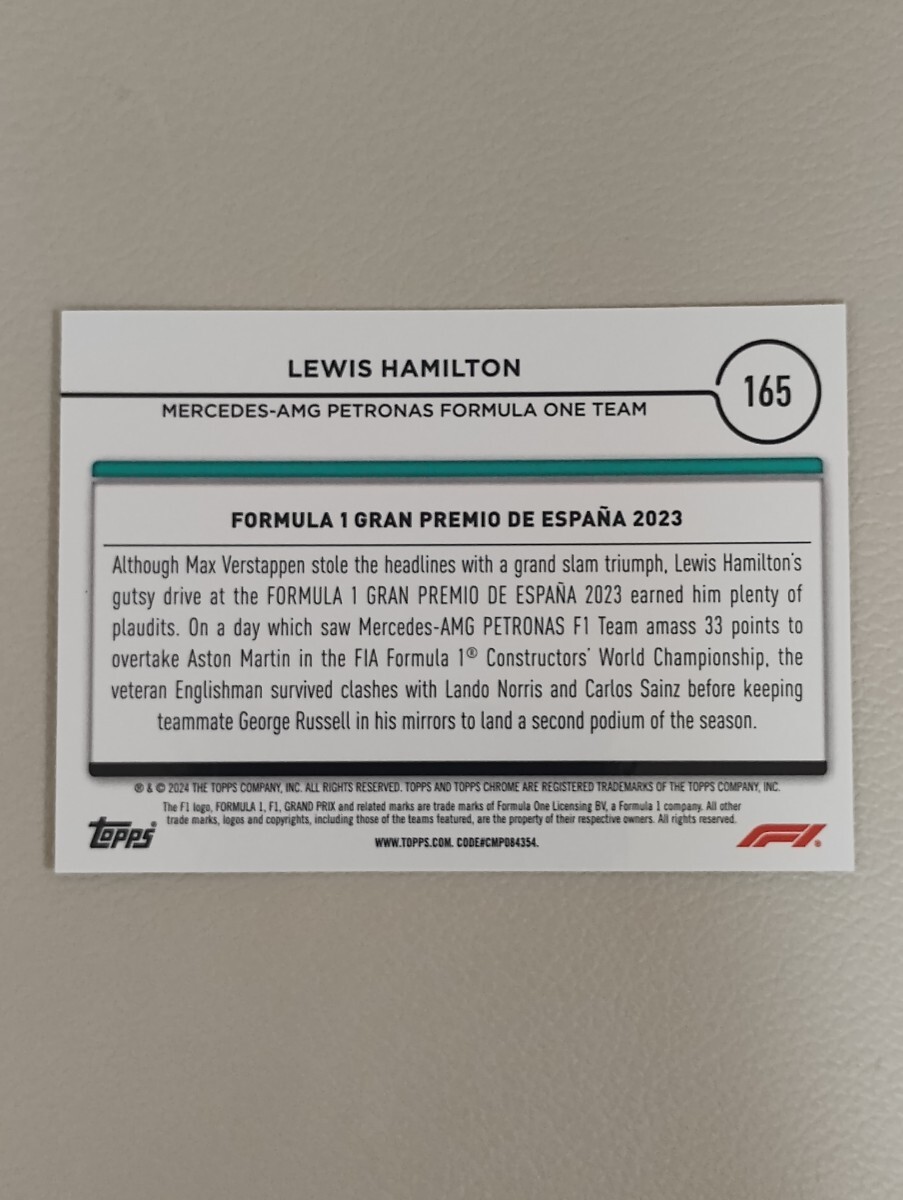 LEWIS HAMILTON
165
MERCEDES-AMG PETRONAS FORMULA ONE TEAM
FORMULA 1 GRAN PREMIO DE ESPAÑA 2023
Although Max Verstappen stole the headlines with a grand slam triumph, Lewis Hamilton's
gutsy drive at the FORMULA 1 GRAN PREMIO DE ESPAÑA 2023 earned him plenty of
plaudits. On a day which saw Mercedes-AMG PETRONAS F1 Team amass 33 points to
overtake Aston Martin in the FIA Formula 1® Constructors' World Championship, the
veteran Englishman survived clashes with Lando Norris and Carlos Sainz before keeping
teammate George Russell in his mirrors to land a second podium of the season.
® & © 2024 THE TOPPS COMPANY, INC. ALL RIGHTS RESERVED. TOPPS AND TOPPS CHROME ARE REGISTERED TRADEMARKS OF THE TOPPS COMPANY, INC.
The F1 logo, FORMULA 1, F1, GRAND PRIX and related marks are trade marks of Formula One Licensing BV, a Formula 1 company. All other
trade marks, logos and copyrights, including those of the teams featured, are the property of their respective owners. All rights reserved.
topps®
WWW.TOPPS.COM. CODE#CMP084354.
F1®